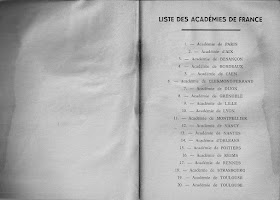 LISTE DES ACADÉMIES DE FRANCE
1. — Académie de PARIS
2. — Académie d'AIX
3. — Académie de BESANÇON
4. — Académie de BORDEAUX
5. — Académie de CAEN
6. — Académie de CLERMONT-FERRAND
7. — Académie de DIJON
8. — Académie de GRENOBLE
9. — Académie de LILLE
10. — Académie de LYON
11. — Académie de MONTPELLIER
12. — Académie de NANCY
13. — Académie de NANTES
14. — Académie d'ORLÉANS
15. — Académie de POITIERS
16. — Académie de REIMS
17. — Académie de RENNES
18. — Académie de STRASBOURG
19. — Académie de TOULOUSE
20. — Académie de TOULOUSE